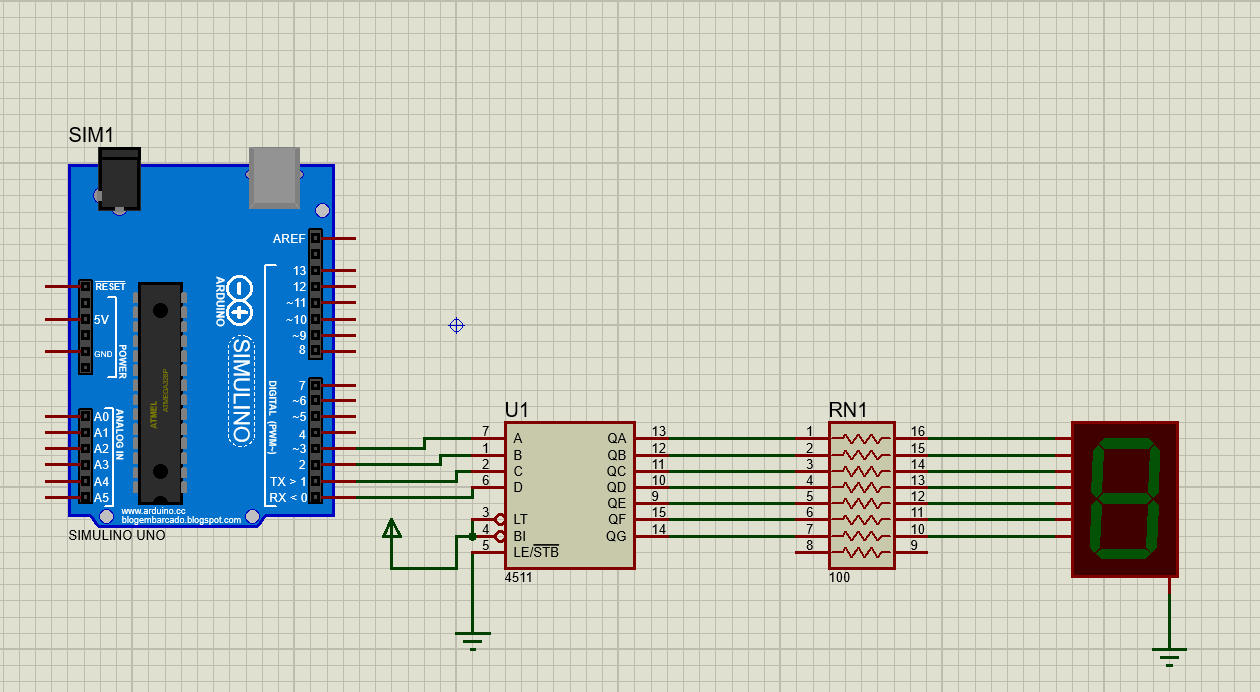 SIM1
AREF
13
12
~11
~10
~9
8
7
~6
~5
4
~3
2
TX > 1
RX < 0
RESET
5V
GND
POWER
A0
A1
A2
A3
A4
A5
ANALOG IN
ATMEL
ATMEGA328P
ARDUINO
SIMULINO
DIGITAL (PWM~)
www.arduino.cc
blogembarcado.blogspot.com
SIMULINO UNO
U1
7 A QA 13
1 B QB 12
2 C QC 11
6 D QD 10
QE 9
3 LT QF 15
4 BI QG 14
5 LE/STB
4511
RN1
1 16
2 15
3 14
4 13
5 12
6 11
7 10
8 9
100